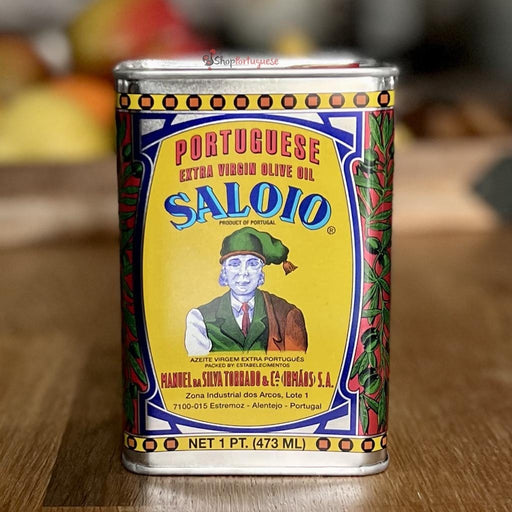 ShopPortuguese
PORTUGUESE
EXTRA VIRGIN OLIVE OIL
SALOIO
®
PRODUCT OF PORTUGAL
AZEITE VIRGEM EXTRA PORTUGUÊS
PACKED BY: ESTABELECIMENTOS
MANUEL DA SILVA TORRADO & Cª (IRMÃOS) S.A.
Zona Industrial dos Arcos, Lote 1
7100-015 Estremoz - Alentejo - Portugal
NET 1 PT. (473 ML)